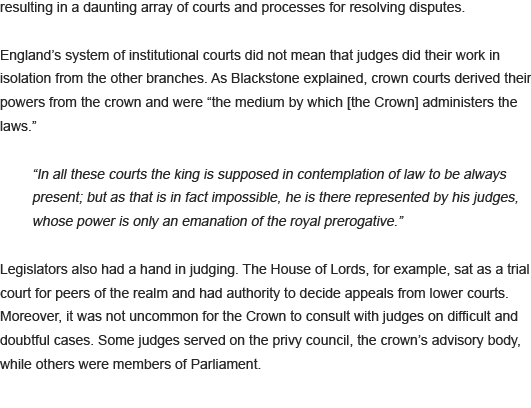 resulting in a daunting array of courts and processes for resolving disputes.
England’s system of institutional courts did not mean that judges did their work in
isolation from the other branches. As Blackstone explained, crown courts derived their
powers from the crown and were “the medium by which [the Crown] administers the
laws.”
“In all these courts the king is supposed in contemplation of law to be always
present; but as that is in fact impossible, he is there represented by his judges,
whose power is only an emanation of the royal prerogative.”
Legislators also had a hand in judging. The House of Lords, for example, sat as a trial
court for peers of the realm and had authority to decide appeals from lower courts.
Moreover, it was not uncommon for the Crown to consult with judges on difficult and
doubtful cases. Some judges served on the privy council, the crown’s advisory body,
while others were members of Parliament.